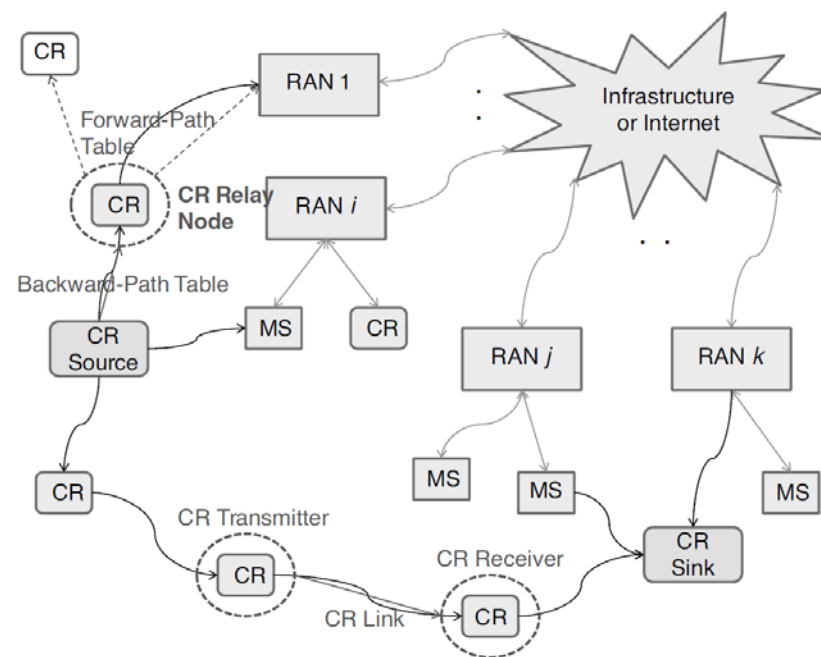 CR
RAN 1
Infrastructure
or Internet
Forward-Path
Table
CR
CR Relay
Node
RAN i
Backward-Path Table
CR
Source
MS
CR
RAN j
RAN k
MS
MS
MS
CR
CR Transmitter
CR
CR Link
CR Receiver
CR
CR
Sink